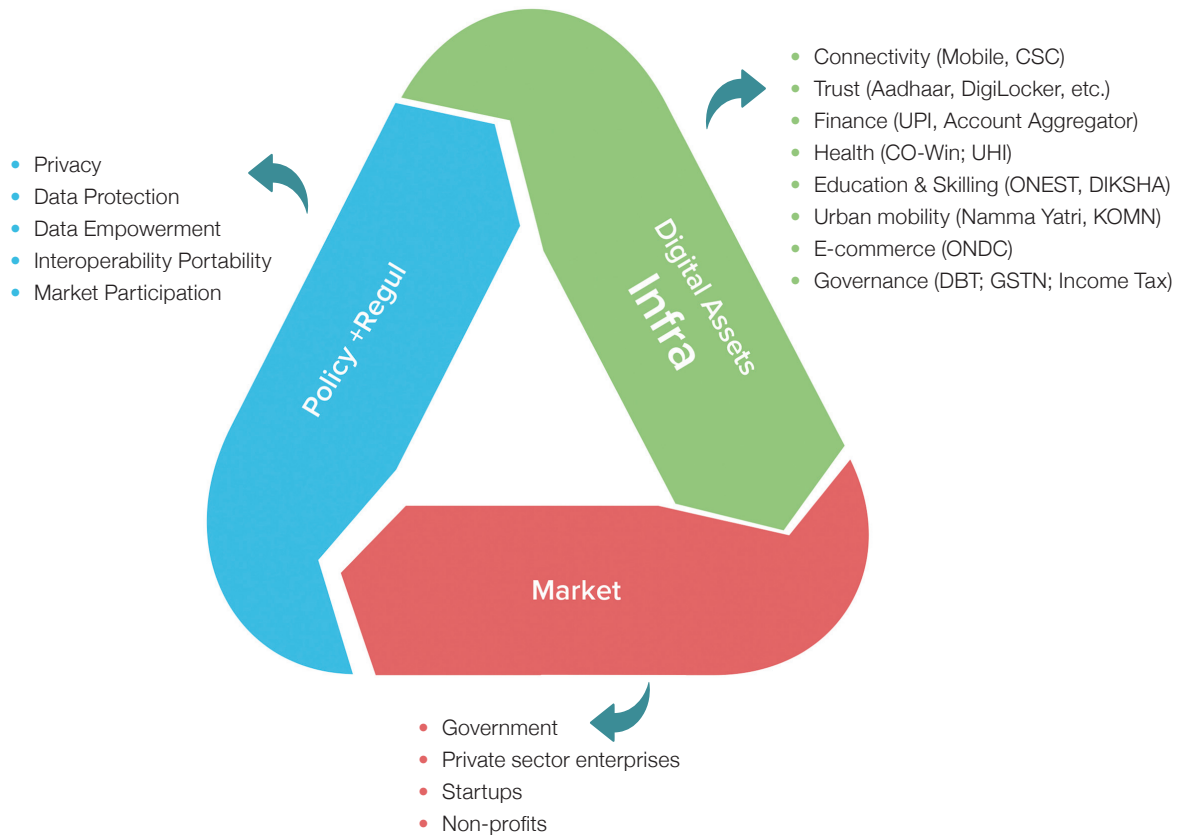 Privacy
Data Protection
Data Empowerment
Interoperability Portability
Market Participation
Policy +Regul
Digital Assets
Infra
Connectivity (Mobile, CSC)
Trust (Aadhaar, DigiLocker, etc.)
Finance (UPI, Account Aggregator)
Health (CO-Win; UHI)
Education & Skilling (ONEST, DIKSHA)
Urban mobility (Namma Yatri, KOMN)
E-commerce (ONDC)
Governance (DBT; GSTN; Income Tax)
Market
Government
Private sector enterprises
Startups
Non-profits